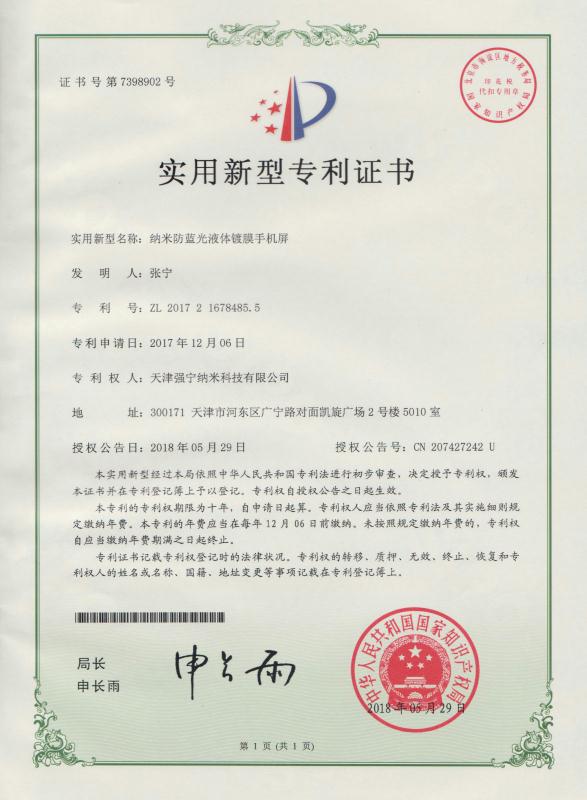 证书号第7398902号
北京市海淀区地方税务局
印花税
代扣专用章
国家知识产权局
实用新型专利证书
实用新型名称：纳米防蓝光液体镀膜手机屏
发明人：张宁
专利号：ZL 2017 2 1678485.5
专利申请日：2017年12月06日
专利权人：天津强宁纳米科技有限公司
地址：300171 天津市河东区广宁路对面凯旋广场2号楼5010室
授权公告日：2018年05月29日 授权公告号：CN 207427242 U
本实用新型经过本局依照中华人民共和国专利法进行初步审查，决定授予专利权，颁发
本证书并在专利登记簿上予以登记。专利权自授权公告之日起生效。
本专利的专利权期限为十年，自申请日起算。专利权人应当依照专利法及其实施细则规
定缴纳年费。本专利的年费应当在每年12月06日前缴纳。未按照规定缴纳年费的，专利权
自应当缴纳年费期满之日起终止。
专利证书记载专利权登记时的法律状况。专利权的转移、质押、无效、终止、恢复和专
利权人的姓名或名称、国籍、地址变更等事项记载在专利登记簿上。
局长
申长雨
申长雨
中华人民共和国国家知识产权局
2018年05月29日
第1页(共1页)